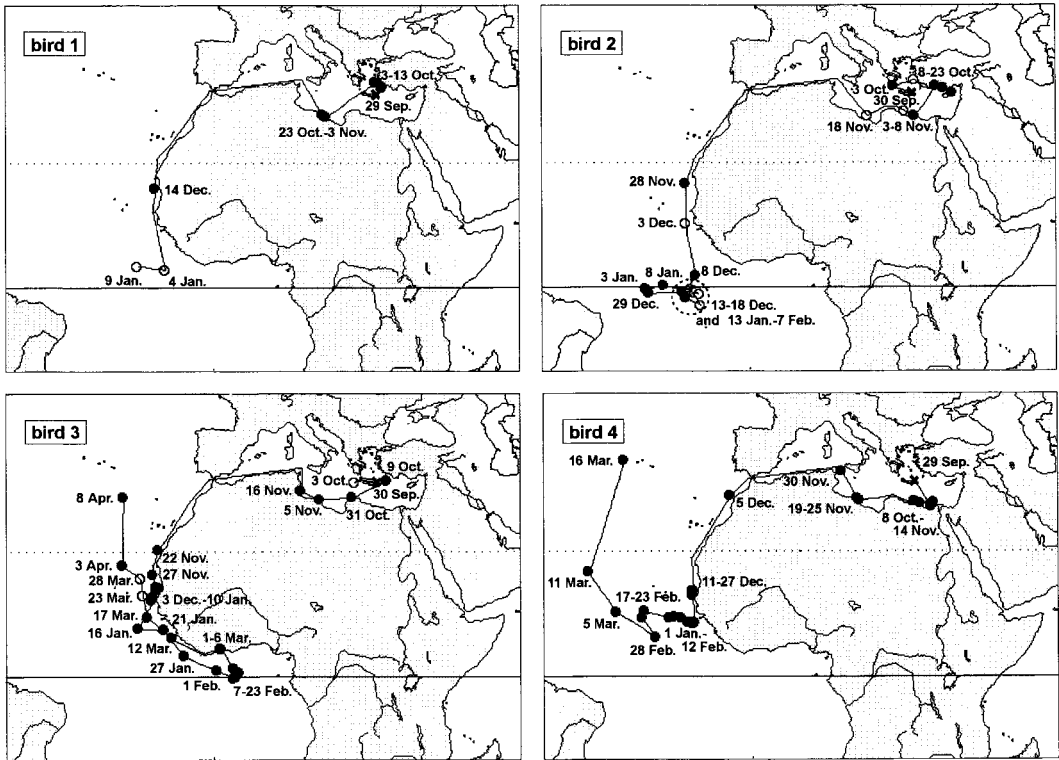 bird 1
3-13 Oct.
29 Sep.
23 Oct.-3 Nov.
14 Dec.
9 Jan.
4 Jan.
bird 2
18-23 Oct.
3 Oct.
30 Sep.
18 Nov.
3-8 Nov.
28 Nov.
3 Dec.
3 Jan.
8 Jan.
8 Dec.
29 Dec.
13-18 Dec.
and 13 Jan.-7 Feb.
bird 3
9 Oct.
3 Oct.
30 Sep.
16 Nov.
5 Nov.
31 Oct.
8 Apr.
22 Nov.
3 Apr.
27 Nov.
28 Mar.
23 Mar.
3 Dec.-10 Jan.
17 Mar.
21 Jan.
16 Jan.
12 Mar.
1-6 Mar.
27 Jan.
1 Feb.
7-23 Feb.
bird 4
29 Sep.
16 Mar.
30 Nov.
5 Dec.
19-25 Nov.
8 Oct.-
14 Nov.
11 Mar.
11-27 Dec.
17-23 Feb.
5 Mar.
1 Jan.-
12 Feb.
28 Feb.